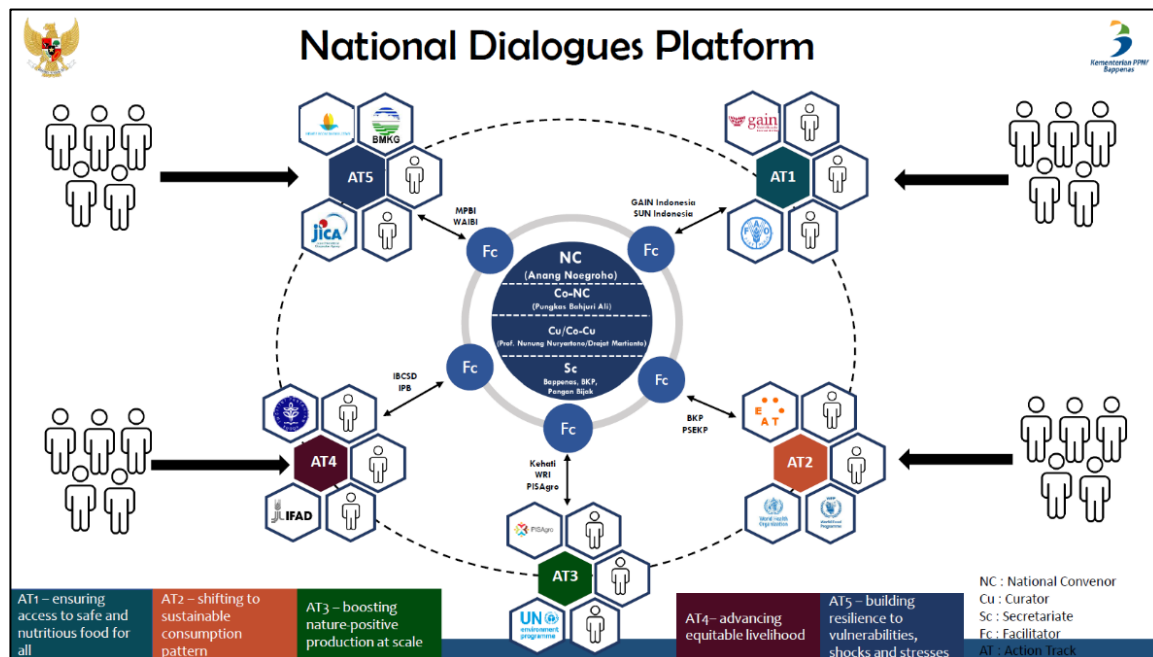 National Dialogues Platform
Kementerian PPN/
Bappenas
BMKG
AT5
jICA
MPBI
WAIBI
gain
AT1
FAO
GAIN Indonesia
SUN Indonesia
Fc
Fc
NC
(Anang Noegroho)
Co-NC
(Pungkas Bahjuri Ali)
Cu/Co-Cu
(Prof. Nunung Nuryartono/Drajat Martianto)
Sc
Bappenas, BKP,
Pangan Bijak
Fc
Fc
Fc
IBCSD
IPB
AT4
IFAD
BKP
PSEKP
E A T
AT2
World Health
Organization
WFP
World Food
Programme
Kehati
WRI
PISAgro
PISAgro
AT3
UN
environment
programme
AT1 – ensuring
access to safe and
nutritious food for
all
AT2 – shifting to
sustainable
consumption
pattern
AT3 – boosting
nature-positive
production at scale
AT4– advancing
equitable livelihood
AT5 – building
resilience to
vulnerabilities,
shocks and stresses
NC : National Convenor
Cu : Curator
Sc : Secretariate
Fc : Facilitator
AT : Action Track